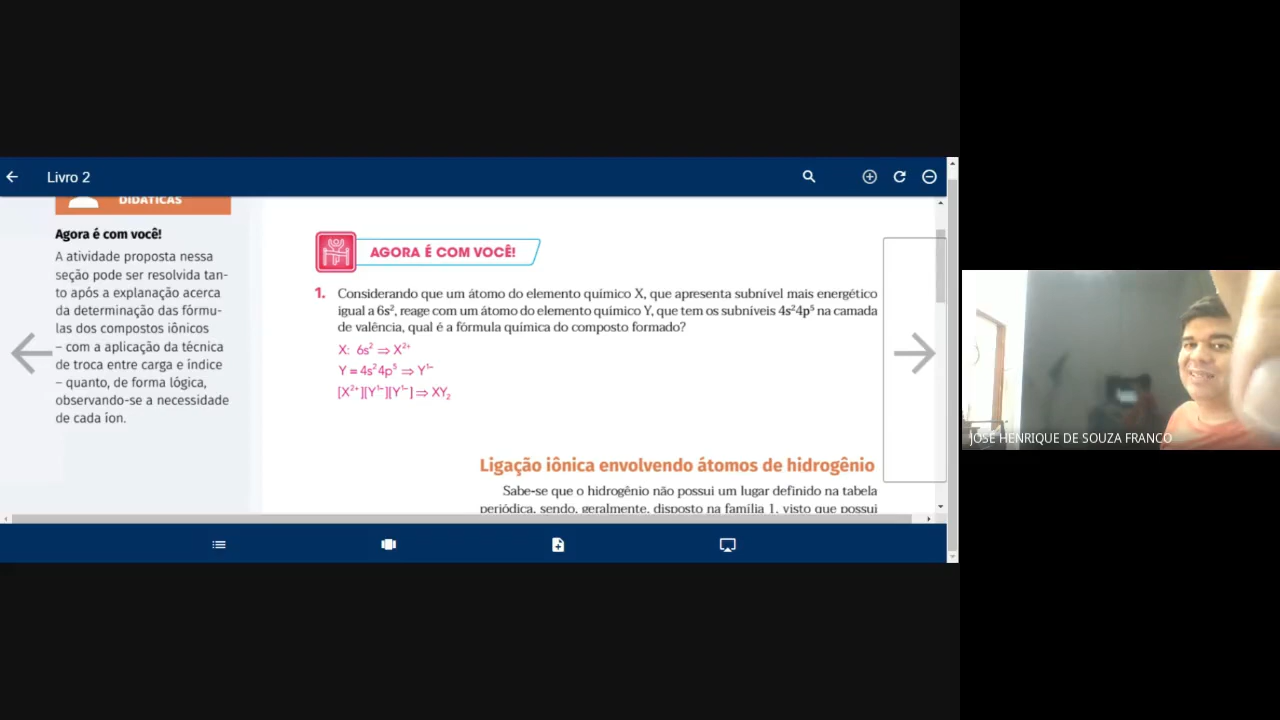 Livro 2
DIDÁTICAS
Agora é com você!
A atividade proposta nessa
seção pode ser resolvida tan-
to após a explanação acerca
da determinação das fórmu-
las dos compostos iônicos
– com a aplicação da técnica
de troca entre carga e índice
– quanto, de forma lógica,
observando-se a necessidade
de cada íon.
AGORA É COM VOCÊ!
1. Considerando que um átomo do elemento químico X, que apresenta subnível mais energético
igual a 6s², reage com um átomo do elemento químico Y, que tem os subníveis 4s²4p⁵ na camada
de valência, qual é a fórmula química do composto formado?
X: 6s² ⇒ X²⁺
Y = 4s² 4p⁵ ⇒ Y¹⁻
[X²⁺][Y¹⁻][Y¹⁻] ⇒ XY₂
Ligação iônica envolvendo átomos de hidrogênio
Sabe-se que o hidrogênio não possui um lugar definido na tabela
periódica, sendo, geralmente, disposto na família 1, visto que possui
JOSÉ HENRIQUE DE SOUZA FRANCO